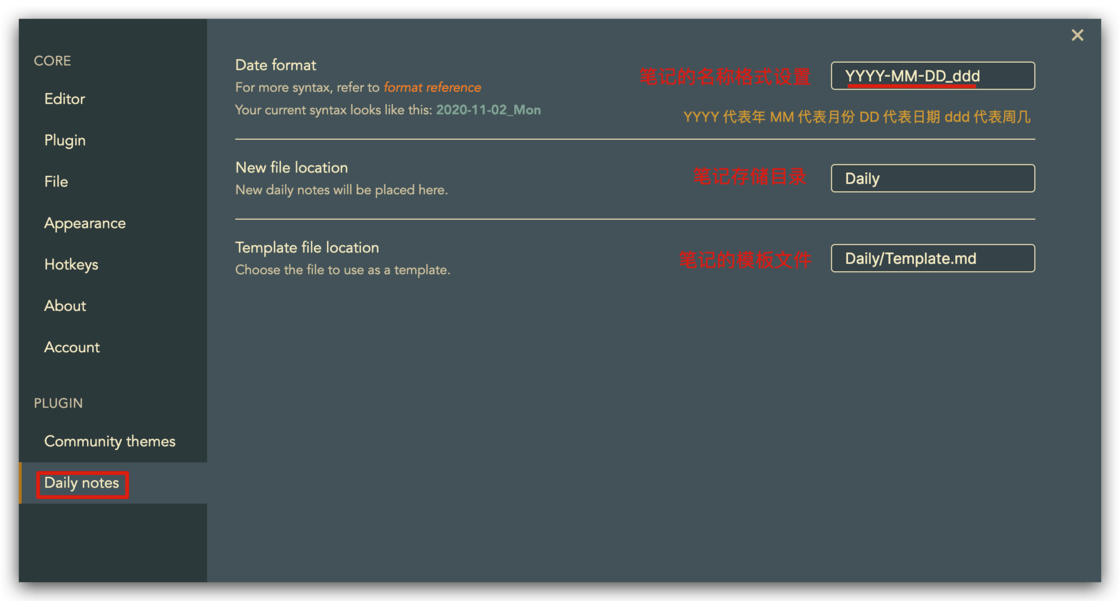 CORE
Editor
Plugin
File
Appearance
Hotkeys
About
Account
PLUGIN
Community themes
Daily notes
Date format
For more syntax, refer to format reference
Your current syntax looks like this: 2020-11-02_Mon
笔记的名称格式设置
YYYY-MM-DD_ddd
YYYY 代表年 MM 代表月份 DD 代表日期 ddd 代表周几
New file location
New daily notes will be placed here.
笔记存储目录
Daily
Template file location
Choose the file to use as a template.
笔记的模板文件
Daily/Template.md